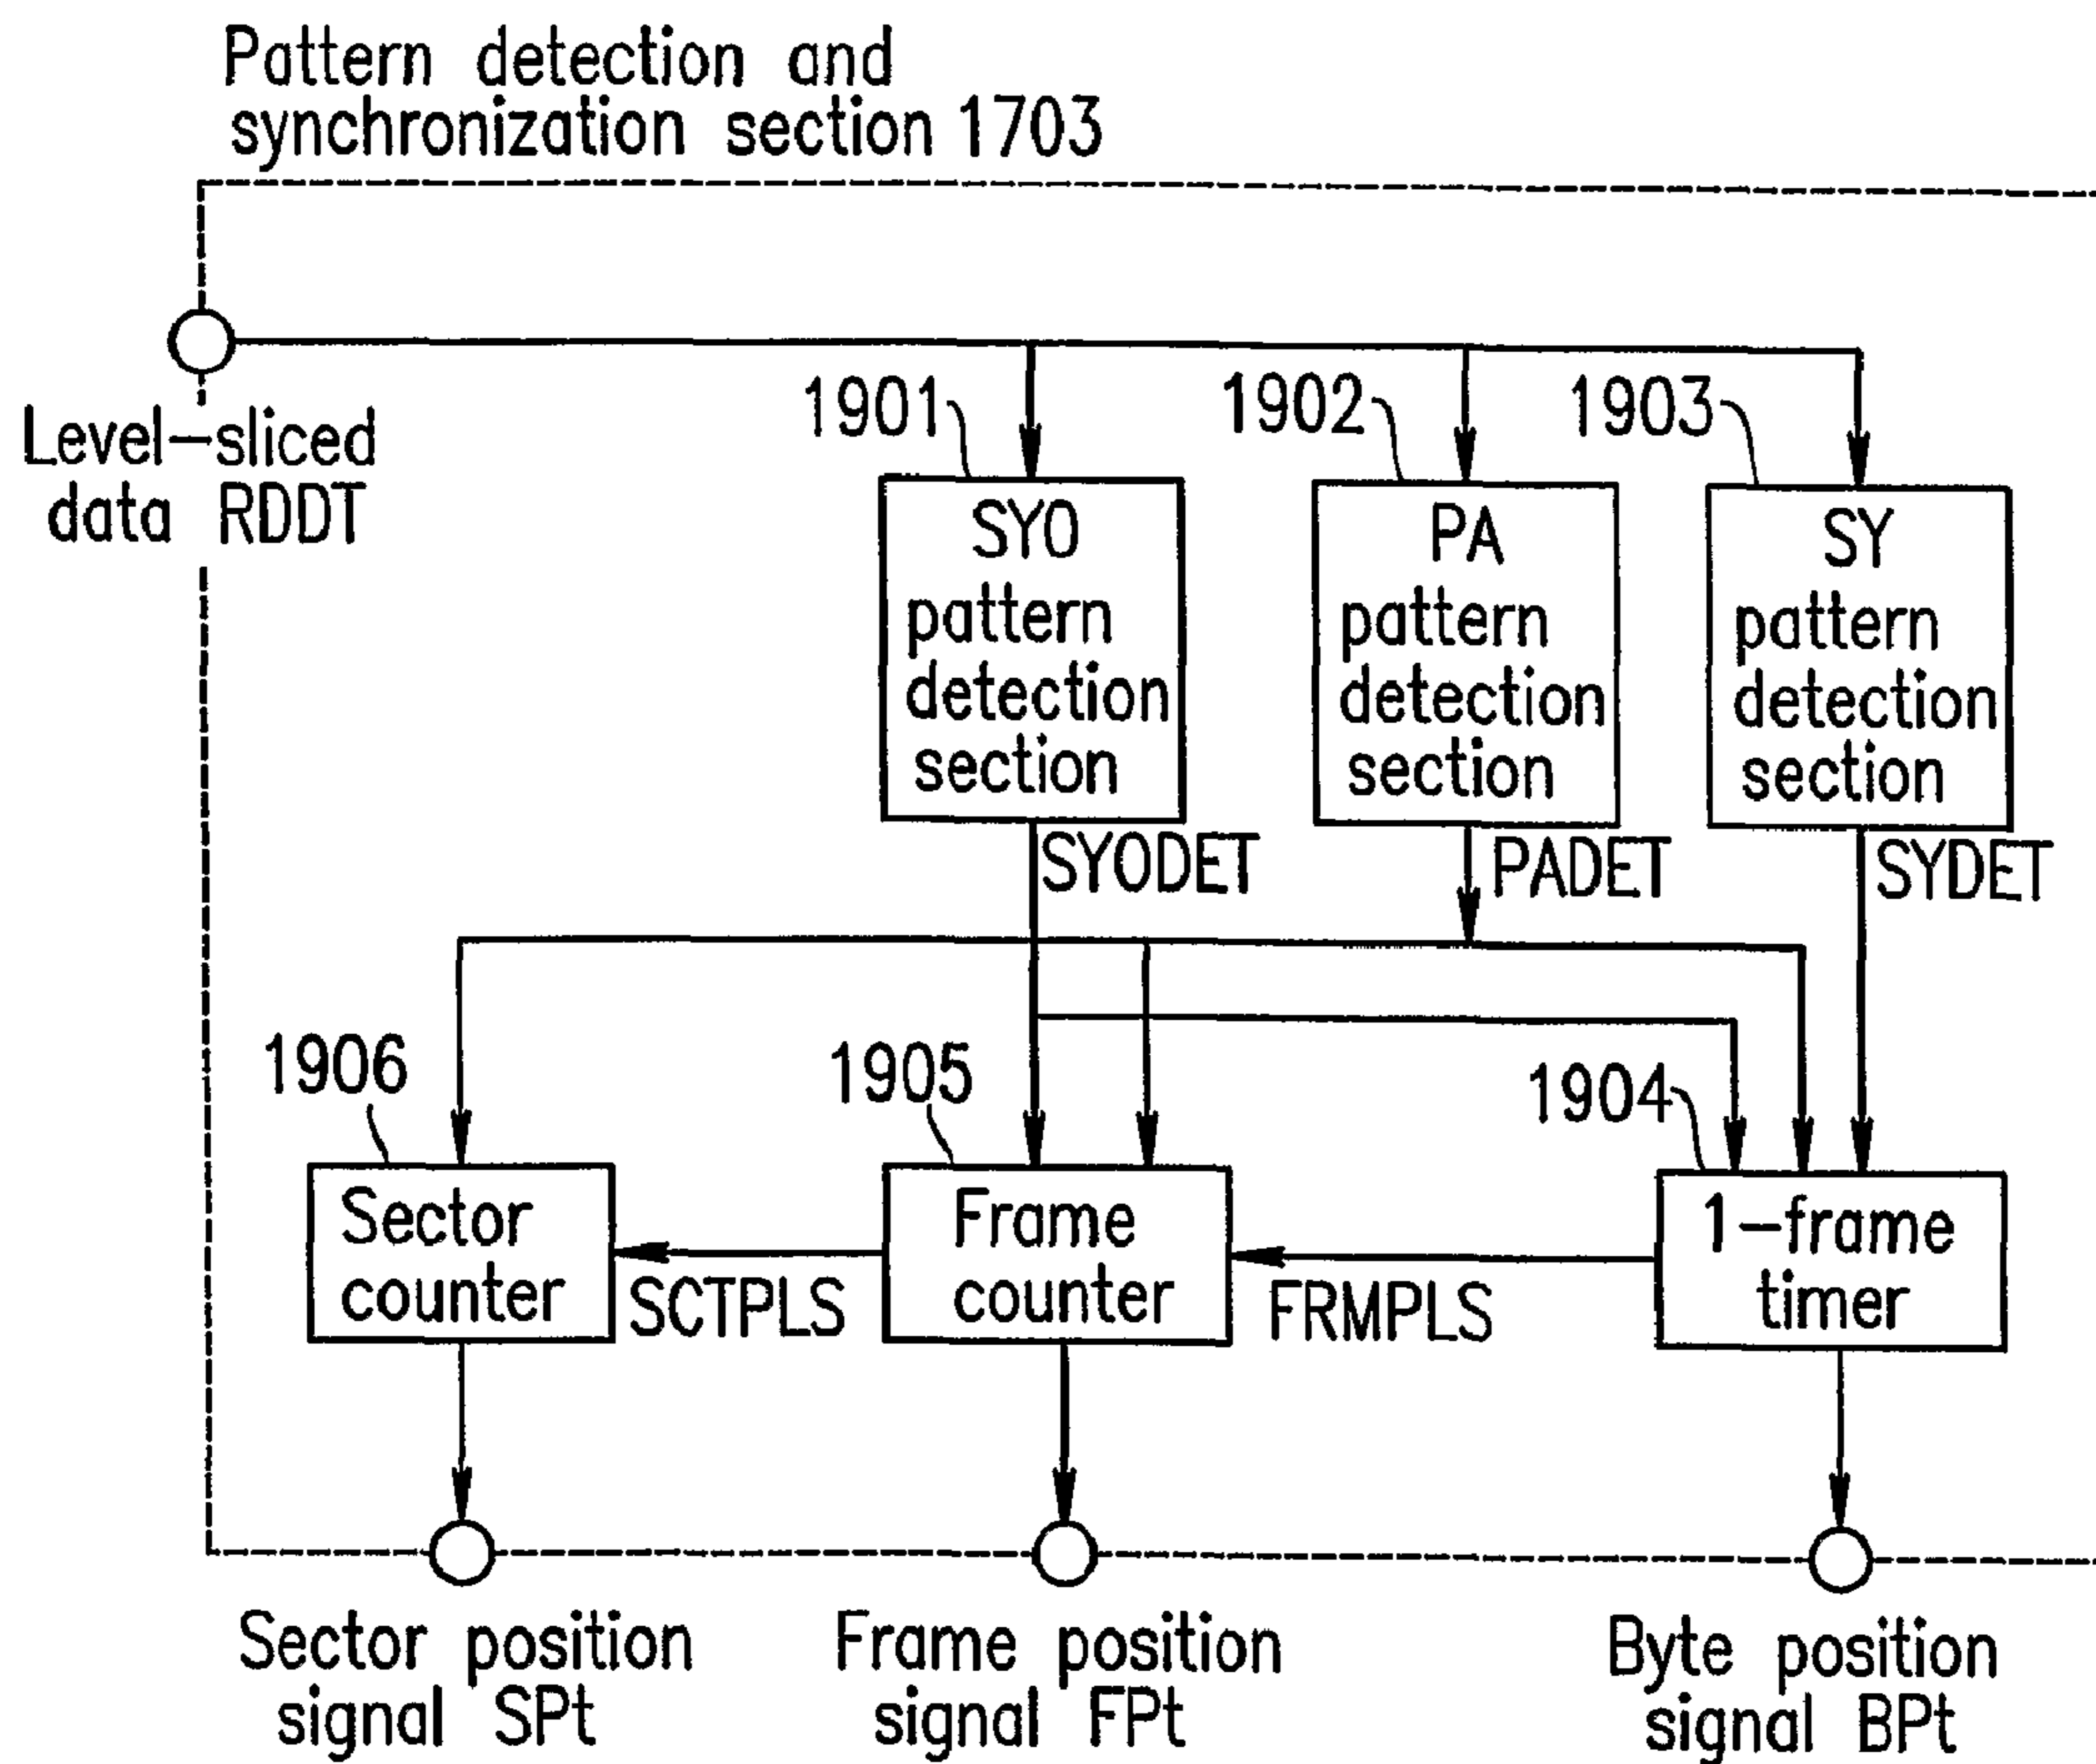 Pattern detection and
synchronization section 1703
Level-sliced
data RDDT
1901
1902
1903
SY0
pattern
detection
section
PA
pattern
detection
section
SY
pattern
detection
section
SY0DET
PADET
SYDET
1906
1905
1904
Sector
counter
SCTPLS
Frame
counter
FRMPLS
1-frame
timer
Sector position
signal SPt
Frame position
signal FPt
Byte position
signal BPt